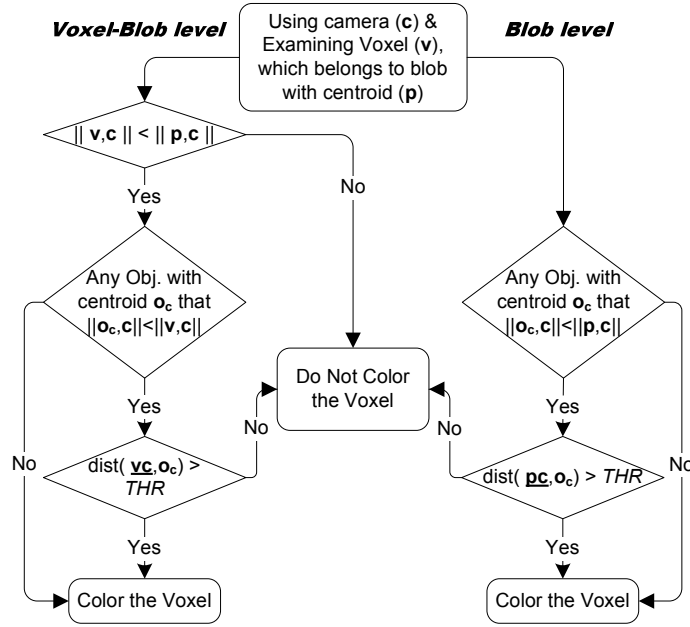 Voxel-Blob level
Using camera (c) &
Examining Voxel (v),
which belongs to blob
with centroid (p)
Blob level
|| v,c || < || p,c ||
No
Yes
Any Obj. with
centroid oc that
||oc,c||<||v,c||
Any Obj. with
centroid oc that
||oc,c||<||p,c||
Do Not Color
the Voxel
Yes
Yes
No
No
No
No
dist( vc,oc) >
THR
dist( pc,oc) > THR
Yes
Yes
Color the Voxel
Color the Voxel